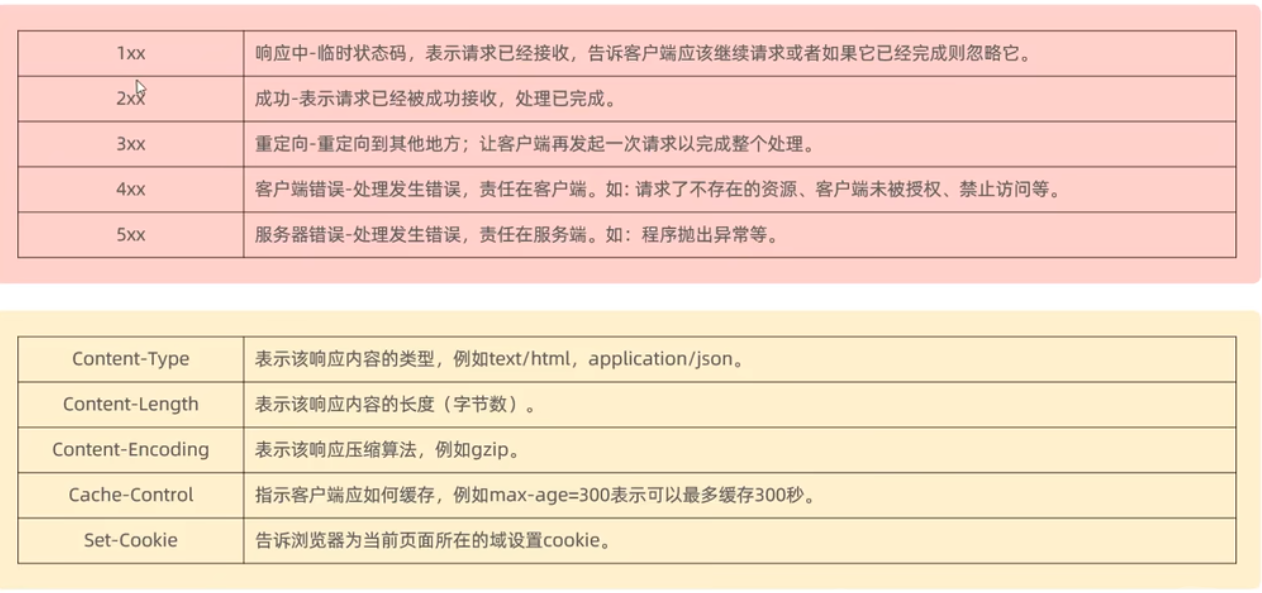 1xx 响应中-临时状态码，表示请求已经接收，告诉客户端应该继续请求或者如果它已经完成则忽略它。
2xx 成功-表示请求已经被成功接收，处理已完成。
3xx 重定向-重定向到其他地方；让客户端再发起一次请求以完成整个处理。
4xx 客户端错误-处理发生错误，责任在客户端。如：请求了不存在的资源、客户端未被授权、禁止访问等。
5xx 服务器错误-处理发生错误，责任在服务端。如：程序抛出异常等。
Content-Type 表示该响应内容的类型，例如text/html，application/json。
Content-Length 表示该响应内容的长度（字节数）。
Content-Encoding 表示该响应压缩算法，例如gzip。
Cache-Control 指示客户端应如何缓存，例如max-age=300表示可以最多缓存300秒。
Set-Cookie 告诉浏览器为当前页面所在的域设置cookie。